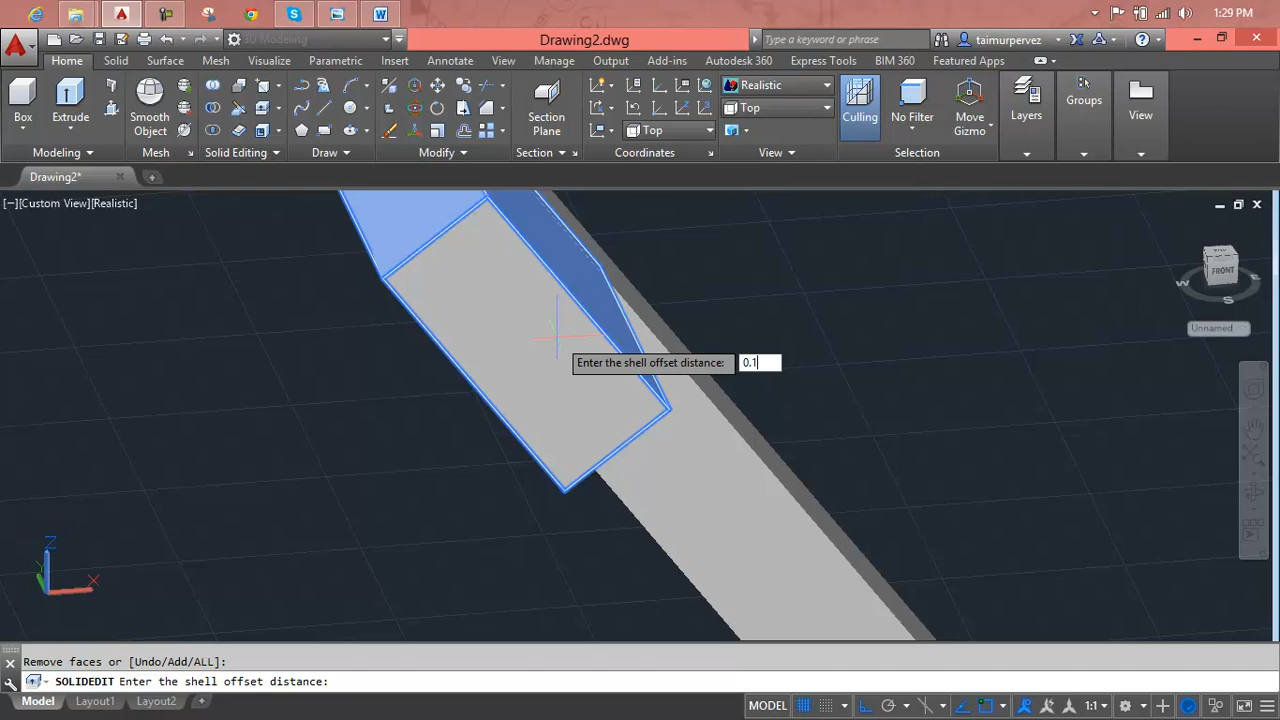 1:29 PM
3D Modeling
Drawing2.dwg
Type a keyword or phrase
taimurpervez
Home Solid Surface Mesh Visualize Parametric Insert Annotate View Manage Output Add-ins Autodesk 360 Express Tools BIM 360 Featured Apps
Box
Extrude
Smooth
Object
Section
Plane
Top
Realistic
Top
Culling
No Filter
Move
Gizmo
Layers
Groups
View
Modeling
Mesh
Solid Editing
Draw
Modify
Section
Coordinates
View
Selection
Drawing2*
[−][Custom View][Realistic]
FRONT
W
S
E
Unnamed
Enter the shell offset distance: 0.1
Z
X
Remove faces or [Undo/Add/ALL]:
SOLIDEDIT Enter the shell offset distance:
Model Layout1 Layout2
MODEL
1:1